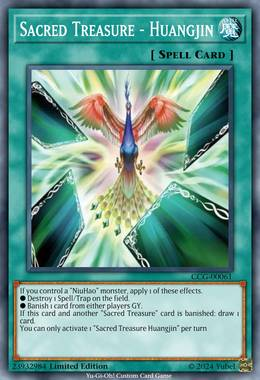 Sacred Treasure - Huangjin
[ Spell Card ]
CCG-00061
If you control a "NiuHao" monster, apply 1 of these effects.
●Destroy 1 Spell/Trap on the field.
●Banish 1 card from either players GY.
If this card and another "Sacred Treasure" card is banished: draw 1
card.
You can only activate 1 "Sacred Treasure Huangjin" per turn
23932984 Limited Edition
© 2024 Yubel
Yu-Gi-Oh! Custom Card Game